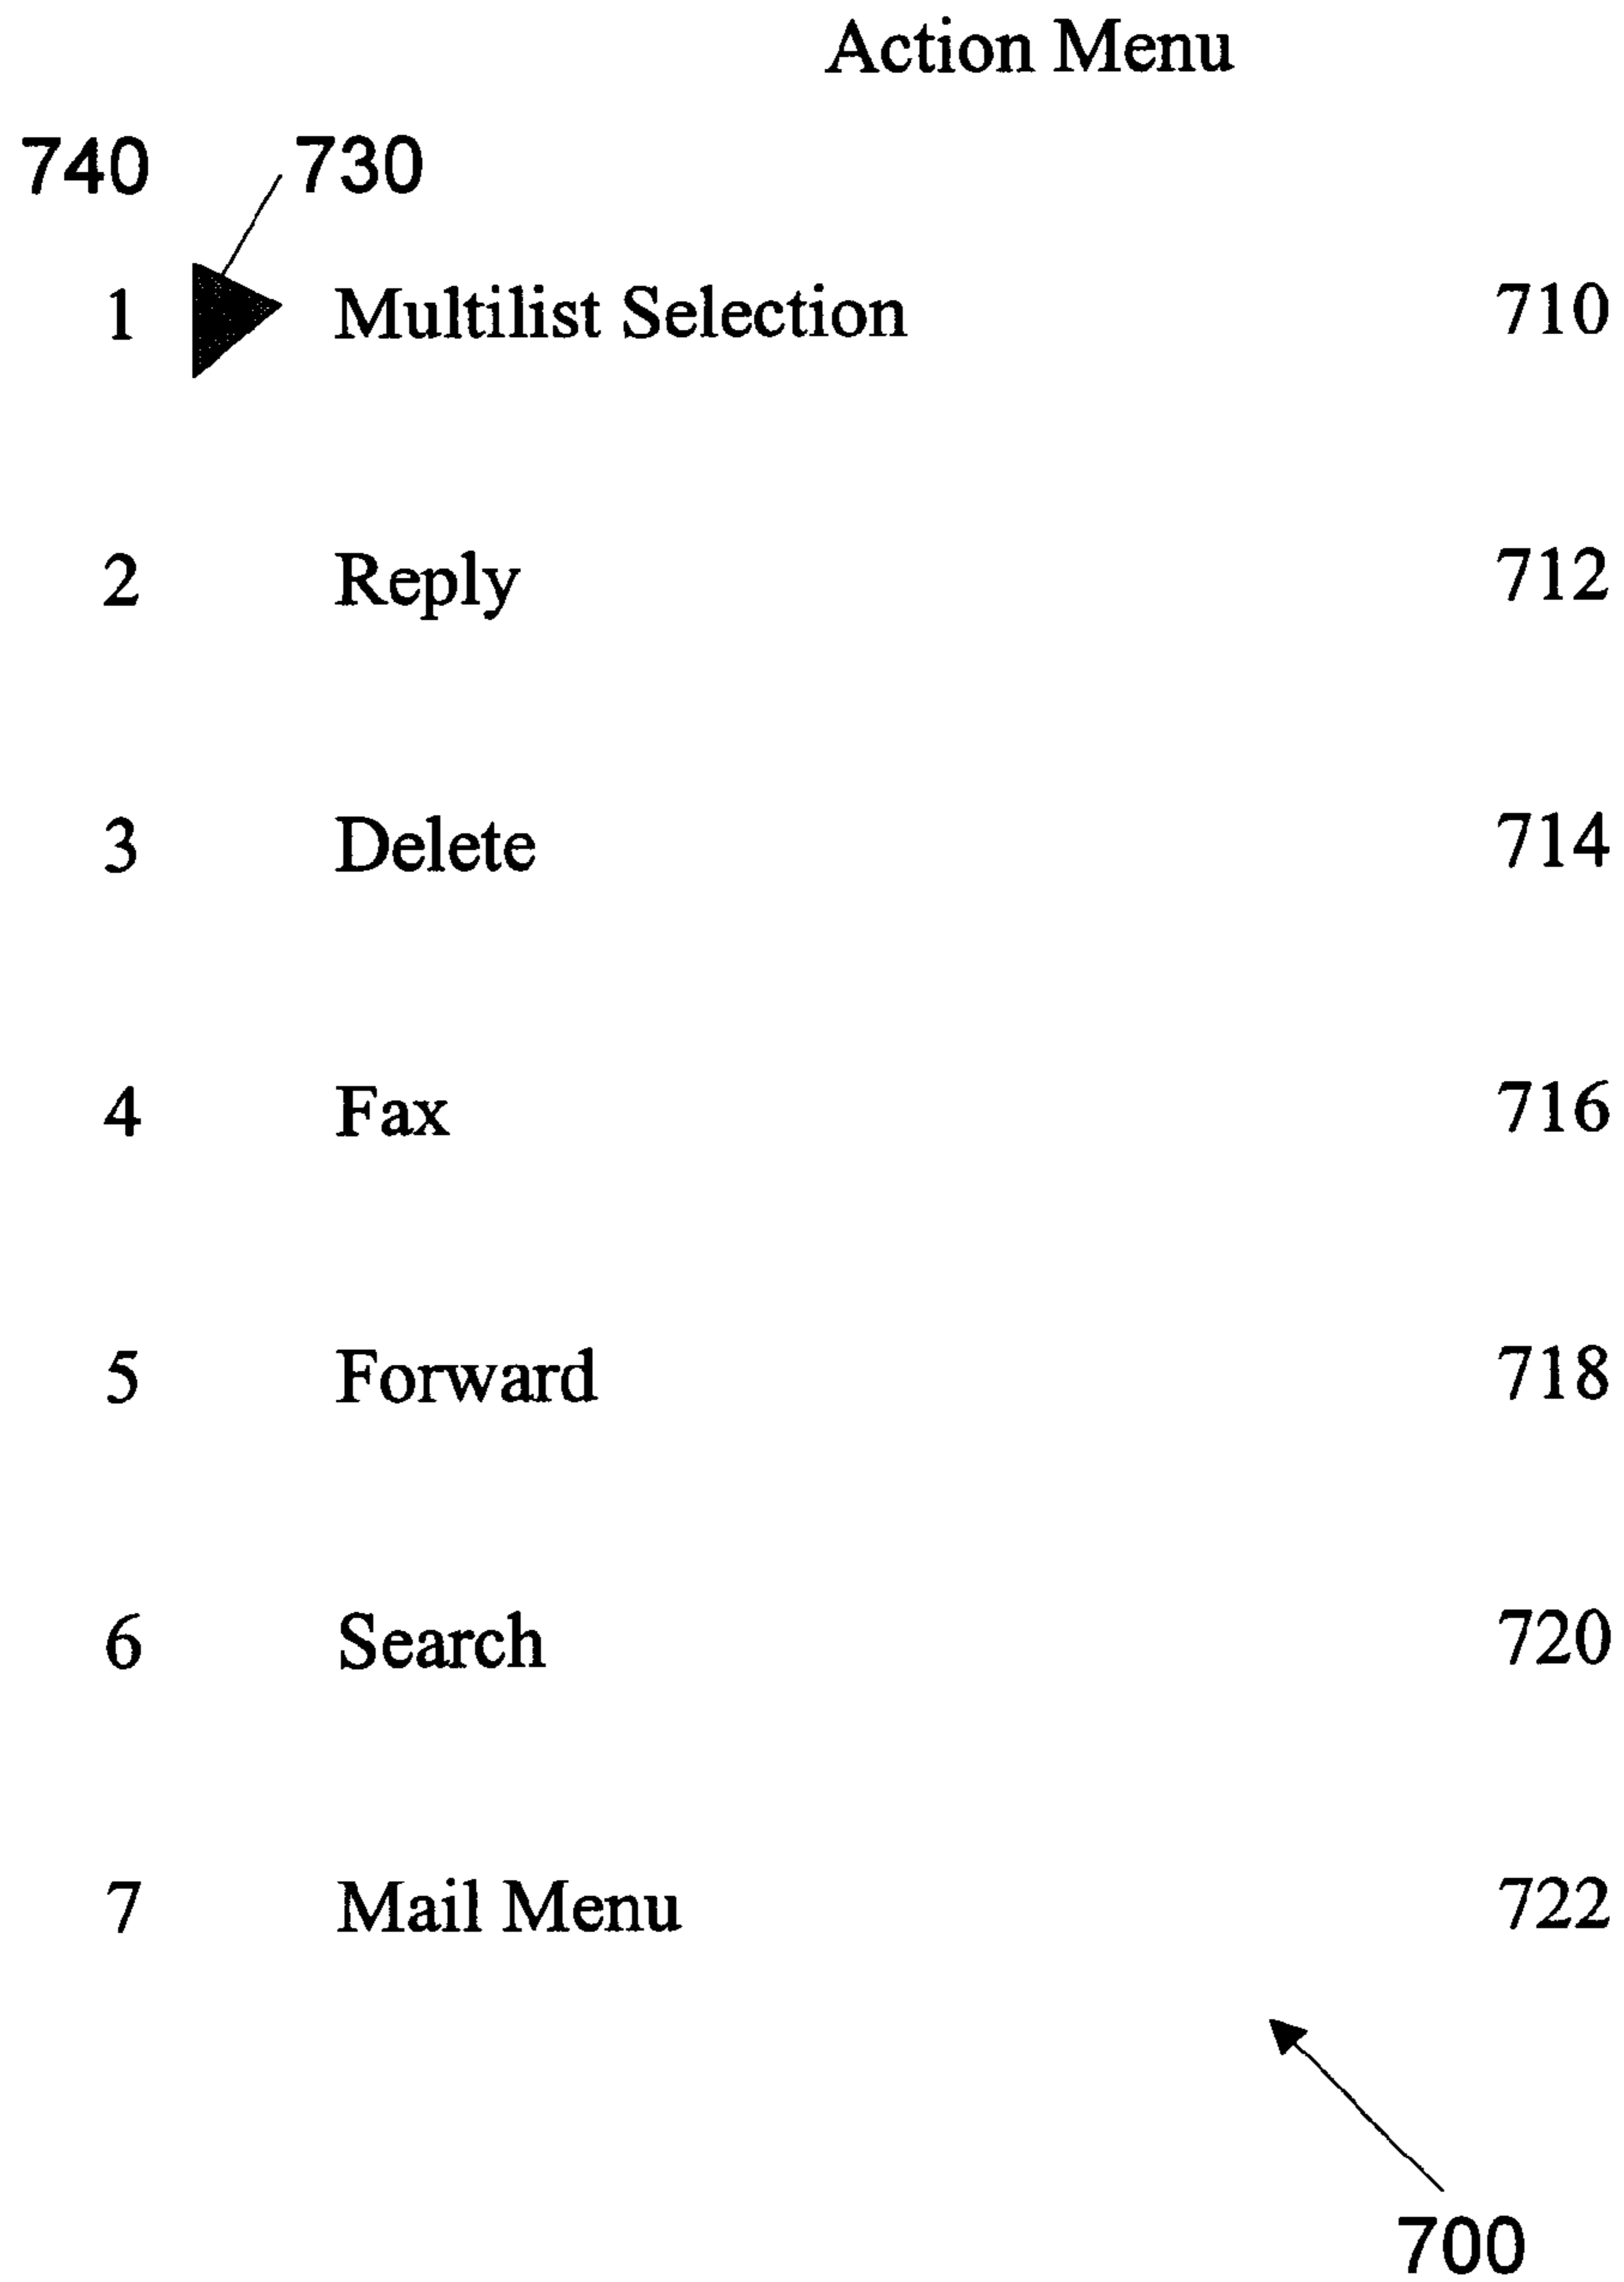 Action Menu
740 730
1 Multilist Selection 710
2 Reply 712
3 Delete 714
4 Fax 716
5 Forward 718
6 Search 720
7 Mail Menu 722
700